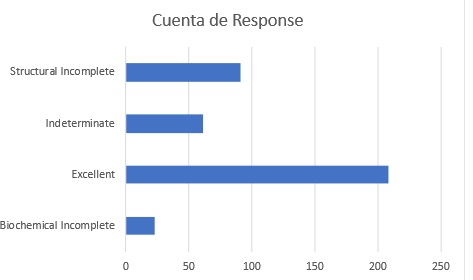 Cuenta de Response
Structural Incomplete
Indeterminate
Excellent
Biochemical Incomplete
0 50 100 150 200 250